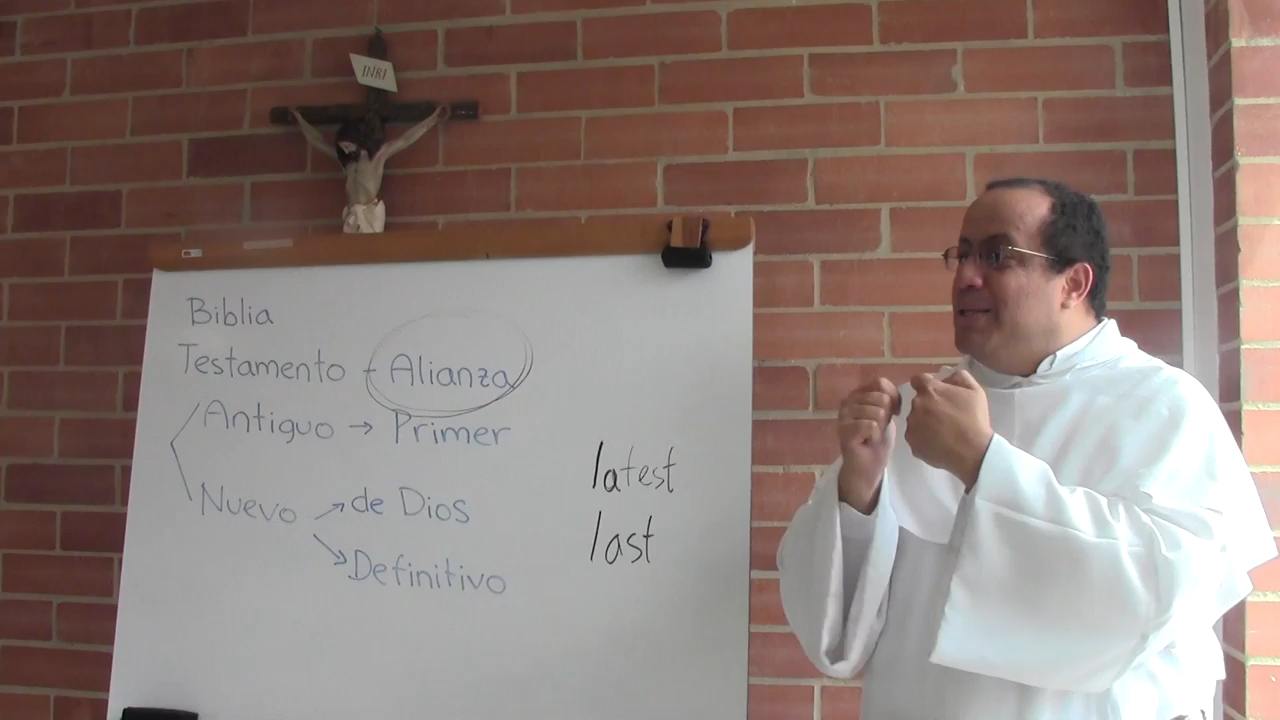 INRI
Biblia
Testamento - Alianza
Antiguo → Primer
Nuevo → de Dios
→ Definitivo
latest
last